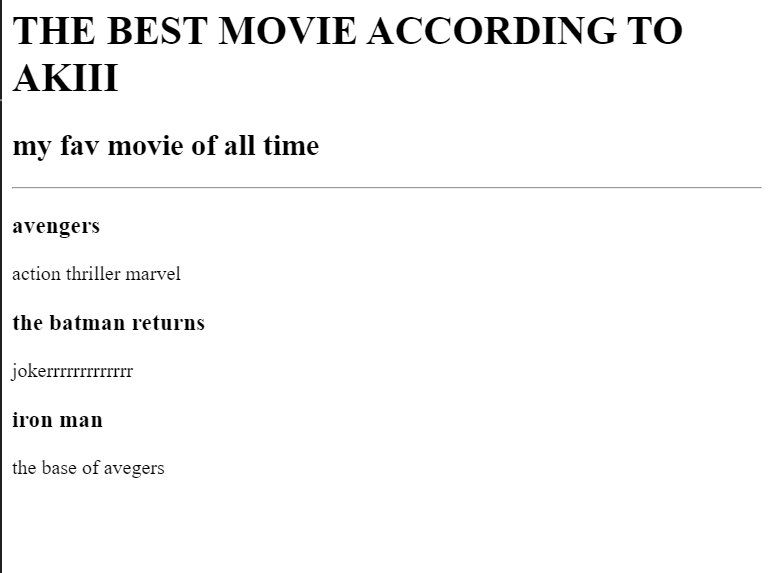 THE BEST MOVIE ACCORDING TO
AKIII
my fav movie of all time
avengers
action thriller marvel
the batman returns
jokerrrrrrrrrrrrr
iron man
the base of avegers